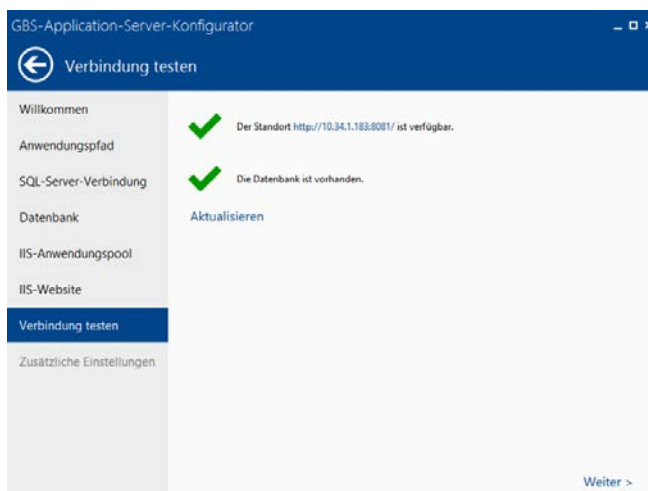 GBS-Application-Server-Konfigurator
Verbindung testen
Willkommen
Anwendungspfad
SQL-Server-Verbindung
Datenbank
IIS-Anwendungspool
IIS-Website
Verbindung testen
Zusätzliche Einstellungen
Der Standort http://10.34.1.183:8081/ ist verfügbar.
Die Datenbank ist vorhanden.
Aktualisieren
Weiter >